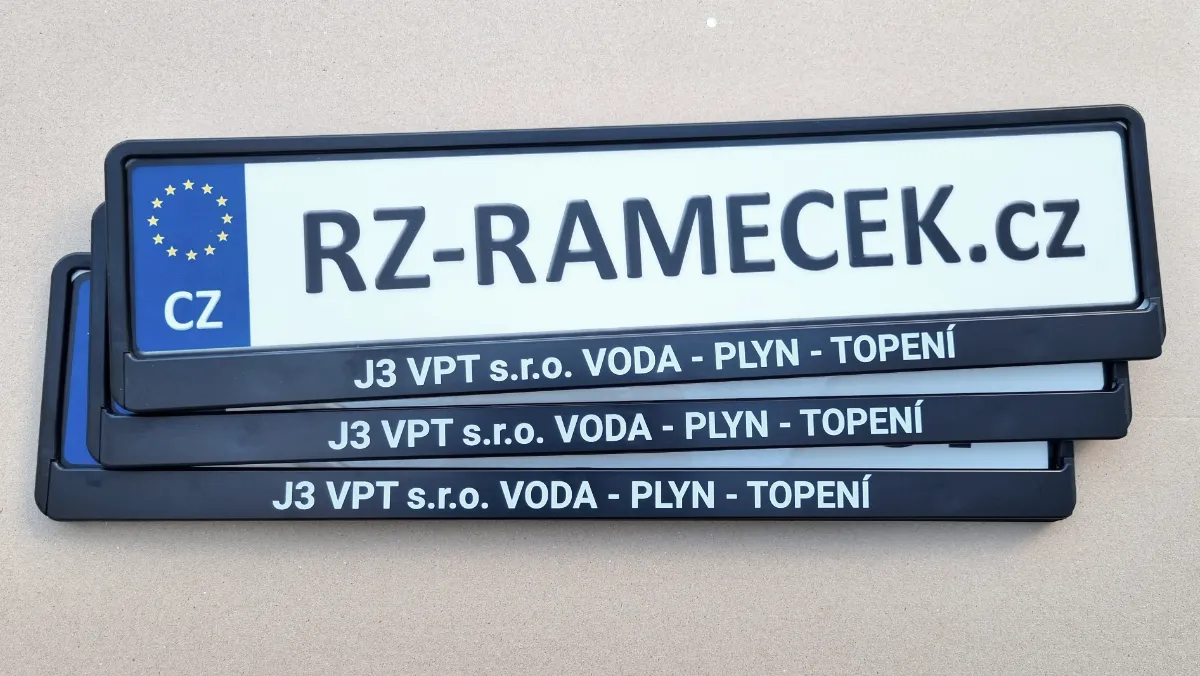 CZ
RZ-RAMECEK.cz
J3 VPT s.r.o. VODA - PLYN - TOPENÍ
J3 VPT s.r.o. VODA - PLYN - TOPENÍ
J3 VPT s.r.o. VODA - PLYN - TOPENÍ